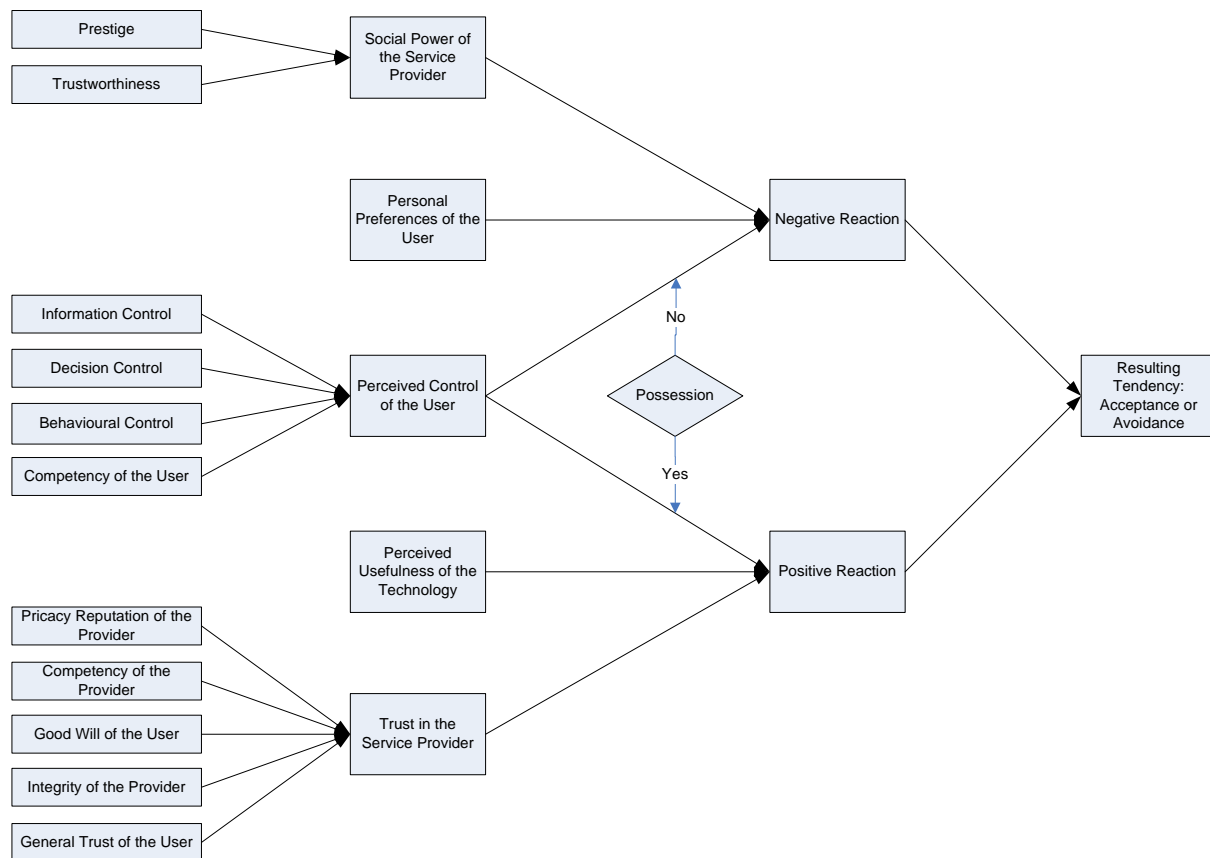 Prestige
Trustworthiness
Social Power of
the Service
Provider
Personal
Preferences of the
User
Negative Reaction
Information Control
Decision Control
Behavioural Control
Competency of the User
Perceived Control
of the User
No
Possession
Yes
Resulting
Tendency:
Acceptance or
Avoidance
Perceived
Usefulness of the
Technology
Positive Reaction
Pricacy Reputation of the
Provider
Competency of the
Provider
Good Will of the User
Integrity of the Provider
General Trust of the User
Trust in the
Service Provider